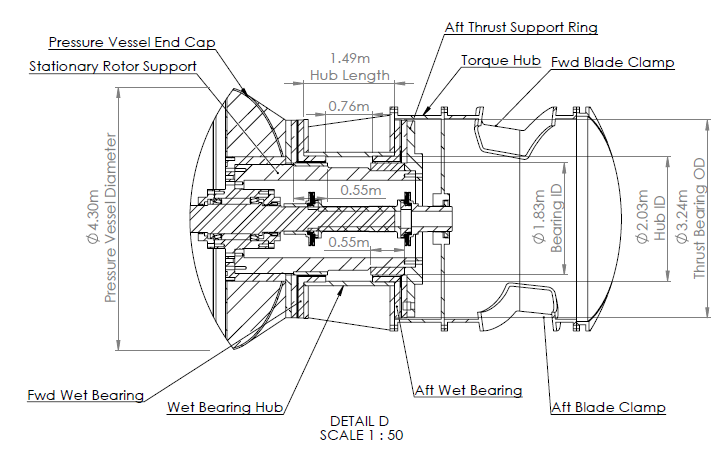 Aft Thrust Support Ring
Pressure Vessel End Cap
1.49m
Hub Length
Torque Hub
Fwd Blade Clamp
Stationary Rotor Support
0.76m
Ø4.30m
Pressure Vessel Diameter
0.55m
0.55m
Ø1.83m
Bearing ID
Ø2.03m
Hub ID
Ø3.24m
Thrust Bearing OD
Fwd Wet Bearing
Wet Bearing Hub
Aft Wet Bearing
Aft Blade Clamp
DETAIL D
SCALE 1 : 50